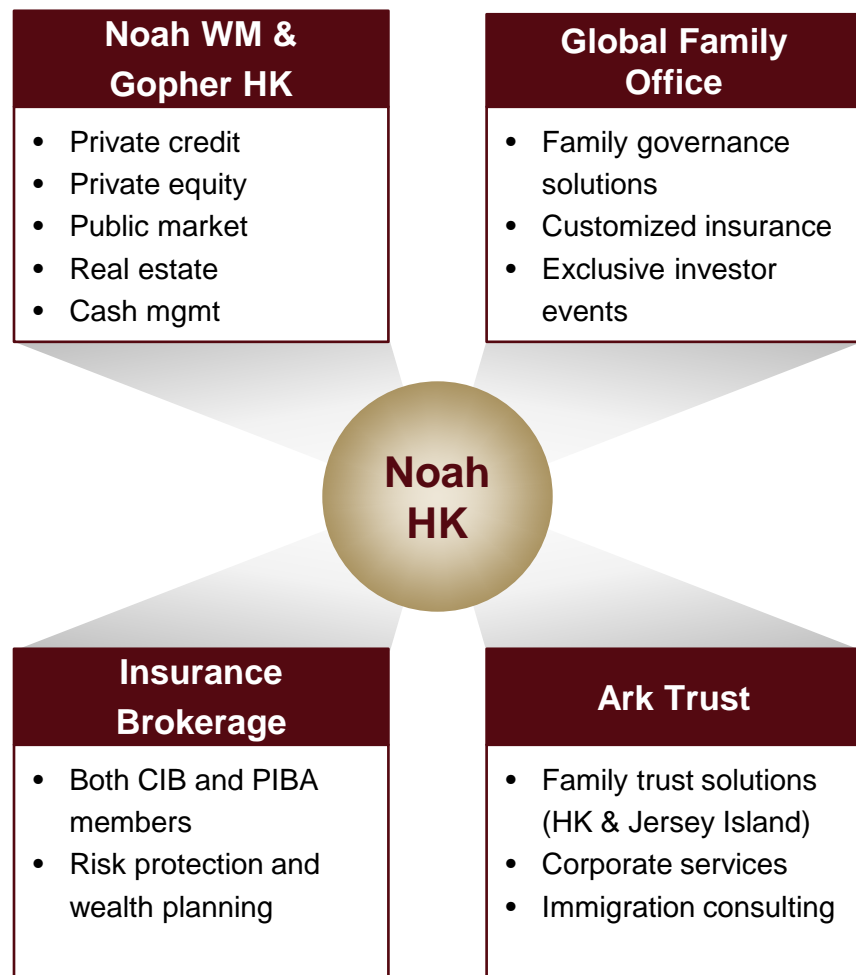 Noah WM &
Gopher HK
• Private credit
• Private equity
• Public market
• Real estate
• Cash mgmt
Global Family
Office
• Family governance
solutions
• Customized insurance
• Exclusive investor
events
Noah
HK
Insurance
Brokerage
• Both CIB and PIBA
members
• Risk protection and
wealth planning
Ark Trust
• Family trust solutions
(HK & Jersey Island)
• Corporate services
• Immigration consulting